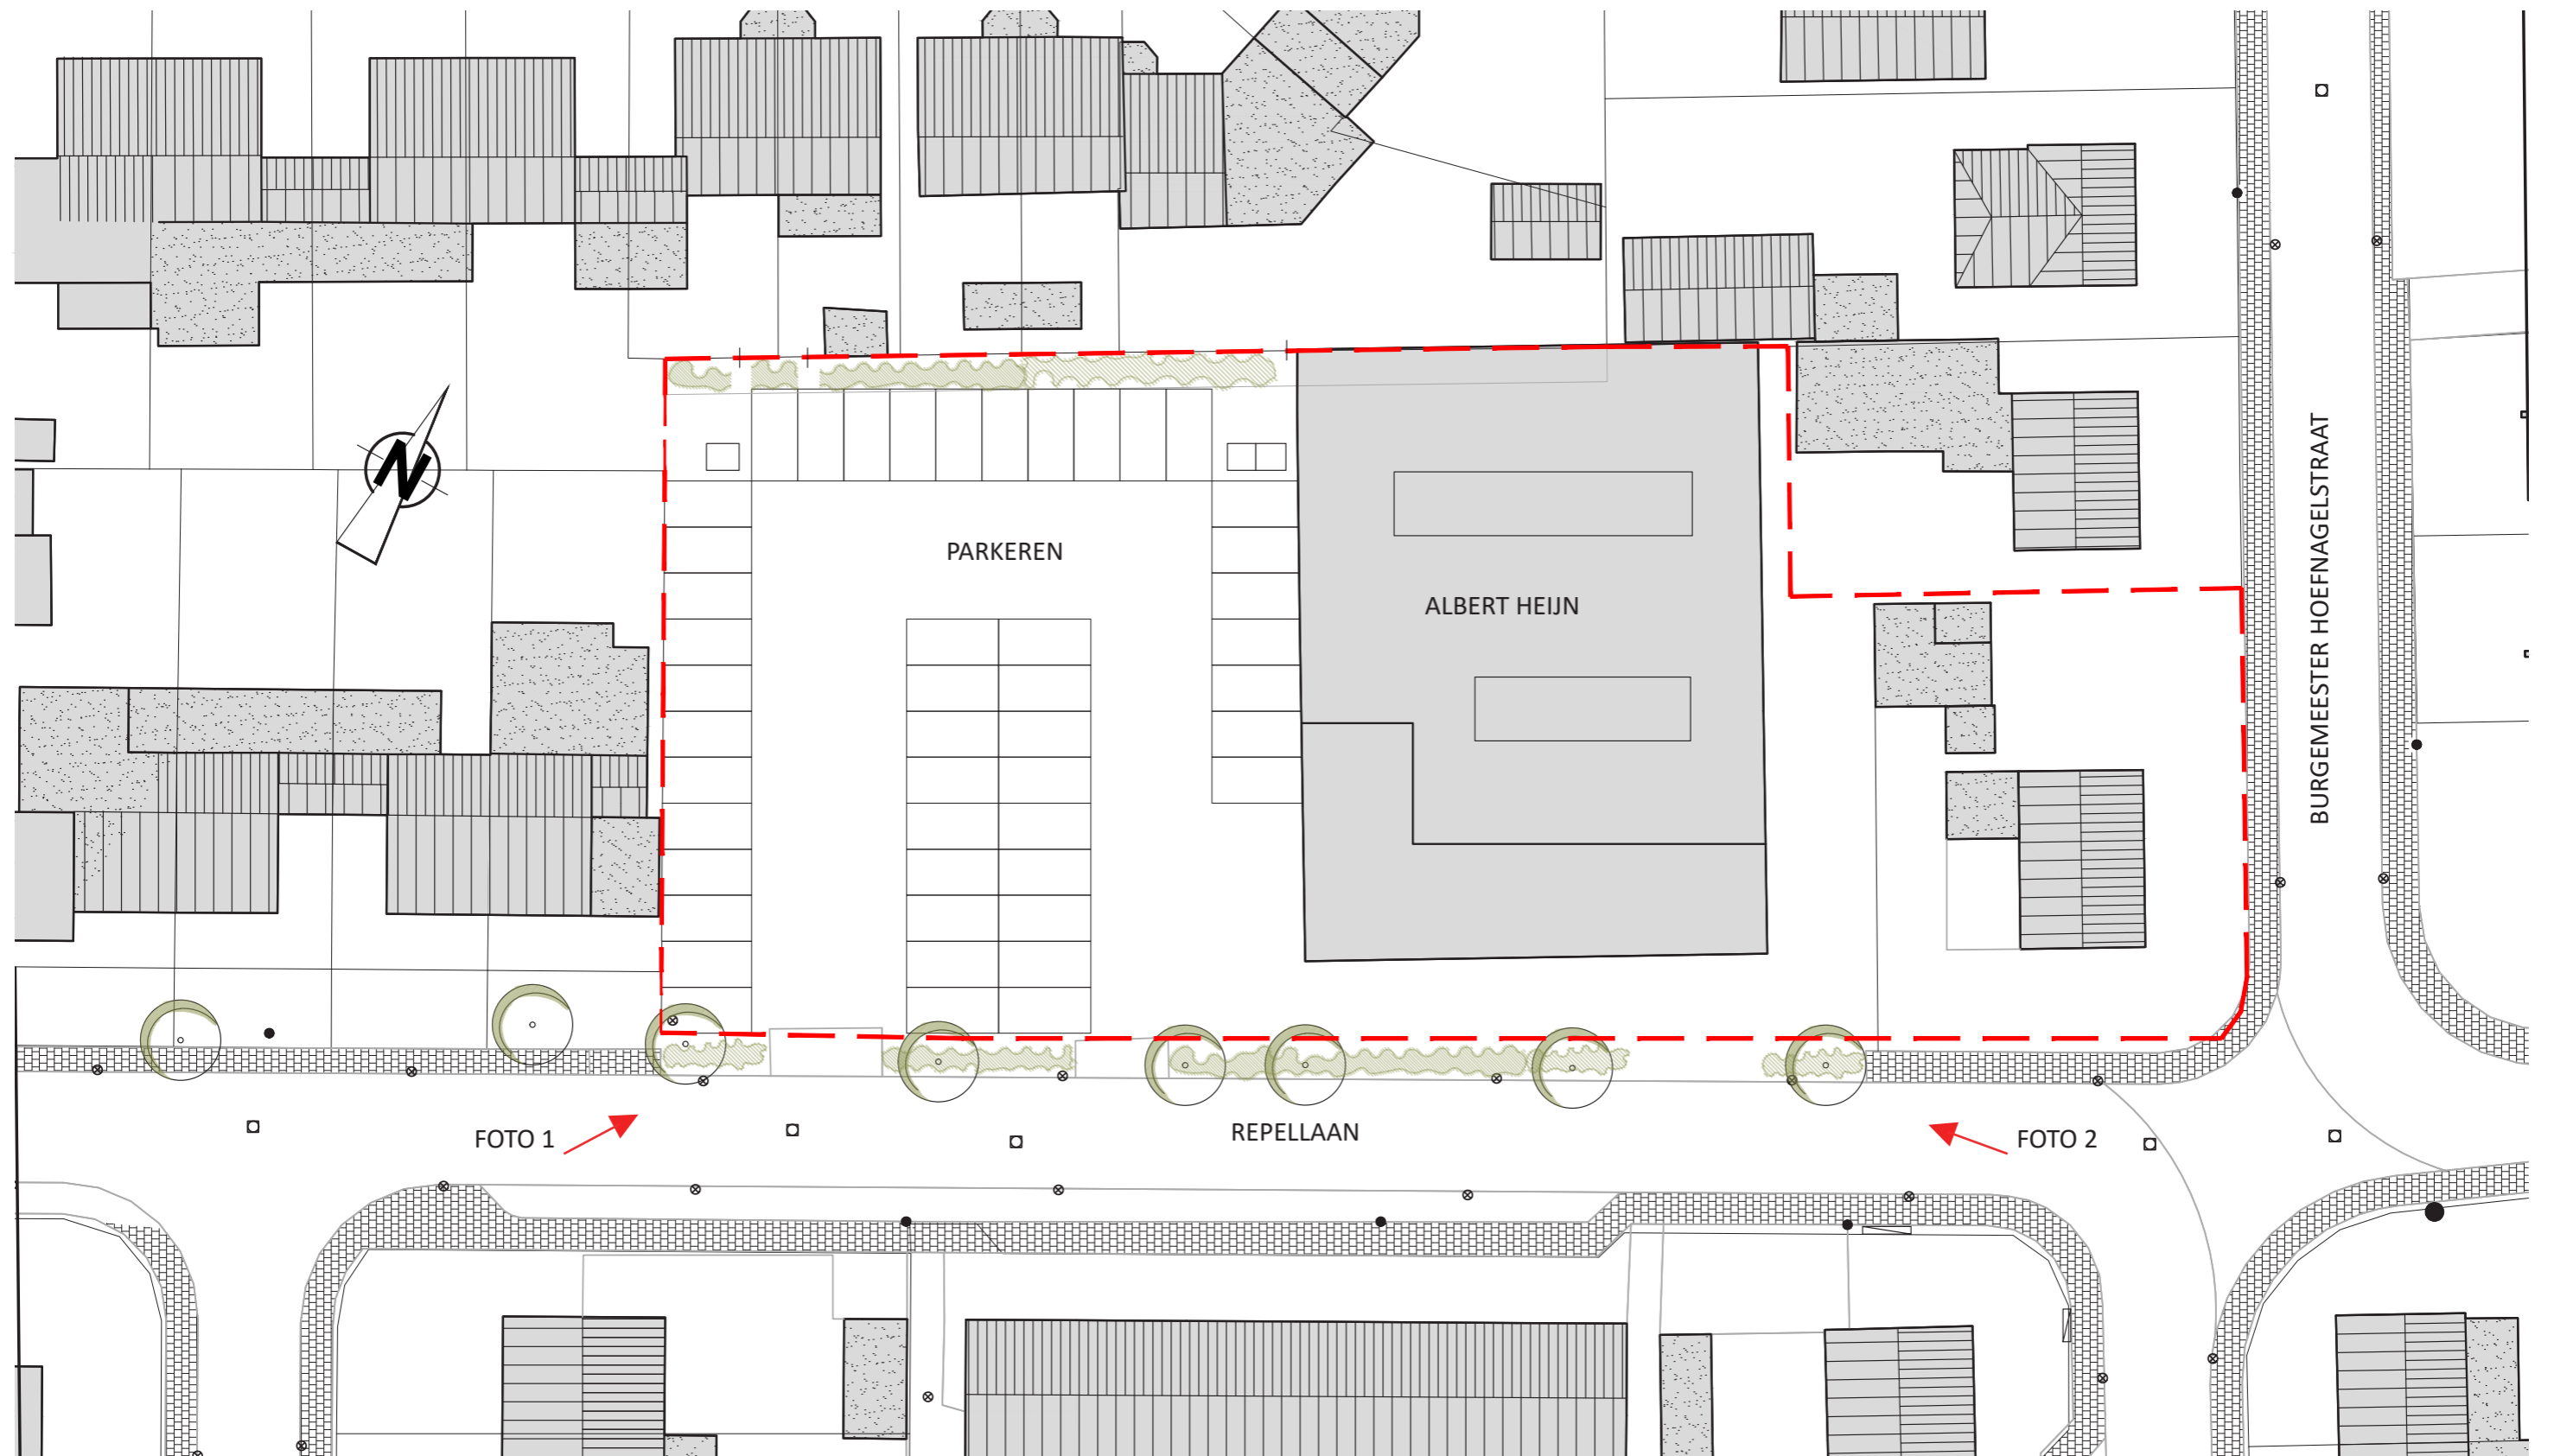 N
PARKEREN
ALBERT HEIJN
BURGEMEESTER HOEFNAGELSTRAAT
FOTO 1
REPELLAAN
FOTO 2